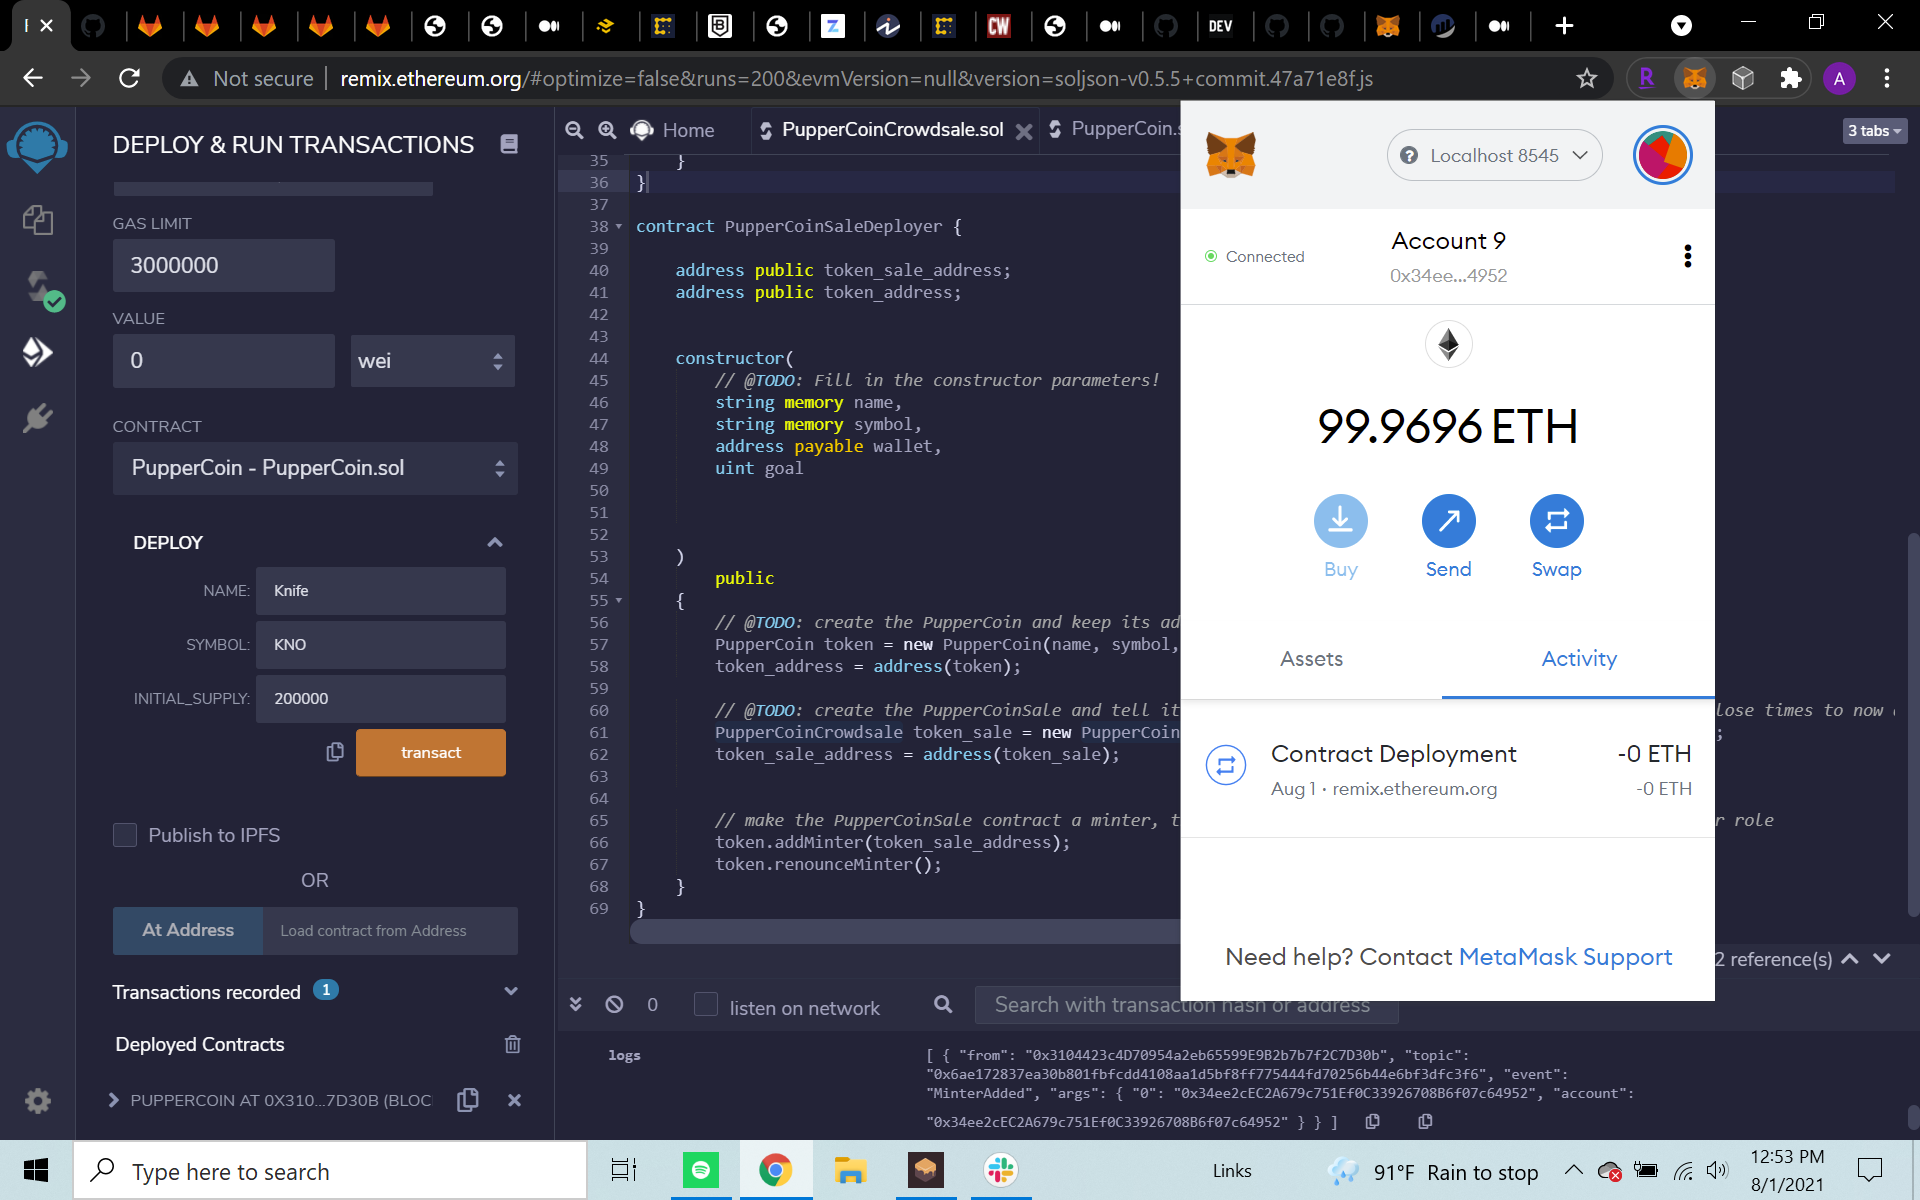 DEV
CW
Not secure
remix.ethereum.org/#optimize=false&runs=200&evmVersion=null&version=soljson-v0.5.5+commit.47a71e8f.js
R
A
DEPLOY & RUN TRANSACTIONS
GAS LIMIT
3000000
VALUE
0
wei
CONTRACT
PupperCoin - PupperCoin.sol
DEPLOY
NAME:
Knife
SYMBOL:
KNO
INITIAL_SUPPLY:
200000
transact
Publish to IPFS
OR
At Address
Load contract from Address
Transactions recorded 1
Deployed Contracts
PUPPERCOIN AT 0X310...7D30B (BLOC
Home
PupperCoinCrowdsale.sol
PupperCoin.s
3 tabs
35 }
36 }
37
38 contract PupperCoinSaleDeployer {
39
40 address public token_sale_address;
41 address public token_address;
42
43
44 constructor(
45 // @TODO: Fill in the constructor parameters!
46 string memory name,
47 string memory symbol,
48 address payable wallet,
49 uint goal
50
51
52
53 )
54 public
55 {
56 // @TODO: create the PupperCoin and keep its ad
57 PupperCoin token = new PupperCoin(name, symbol,
58 token_address = address(token);
59
60 // @TODO: create the PupperCoinSale and tell it lose times to now
61 PupperCoinCrowdsale token_sale = new PupperCoin ;
62 token_sale_address = address(token_sale);
63
64
65 // make the PupperCoinSale contract a minter, t r role
66 token.addMinter(token_sale_address);
67 token.renounceMinter();
68 }
69 }
2 reference(s)
0
listen on network
Search with transaction hash or address
logs
[ { "from": "0x3104423c4D70954a2eb65599E9B2b7b7f2C7D30b", "topic":
"0x6ae172837ea30b801fbfcdd4108aa1d5bf8ff775444fd70256b44e6bf3dfc3f6", "event":
"MinterAdded", "args": { "0": "0x34ee2cEC2A679c751Ef0C33926708B6f07c64952", "account":
"0x34ee2cEC2A679c751Ef0C33926708B6f07c64952" } } ]
Localhost 8545
Connected
Account 9
0x34ee...4952
99.9696 ETH
Buy
Send
Swap
Assets
Activity
Contract Deployment
-0 ETH
Aug 1 · remix.ethereum.org
-0 ETH
Need help? Contact MetaMask Support
Type here to search
Links
91°F Rain to stop
12:53 PM
8/1/2021